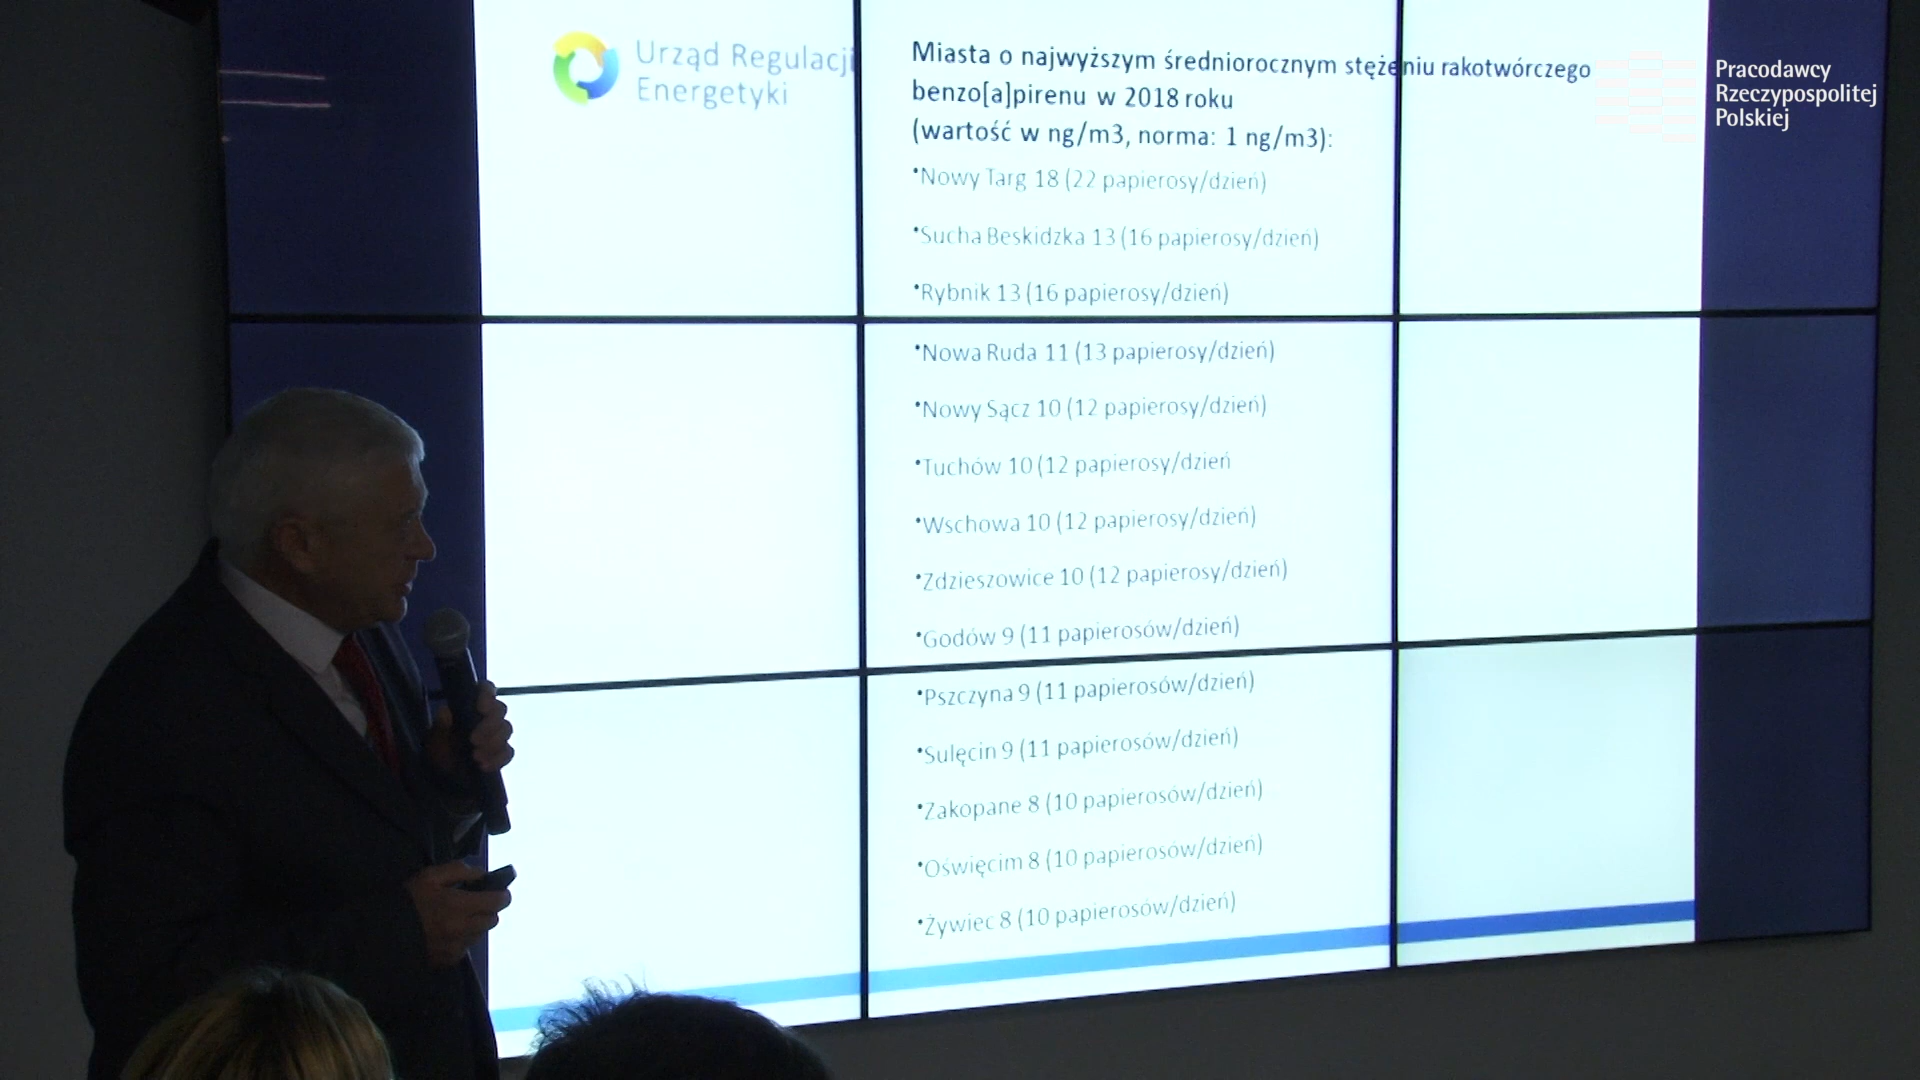 Urząd Regulacji
Energetyki
Miasta o najwyższym średniorocznym stężeniu rakotwórczego
benzo[a]pirenu w 2018 roku
(wartość w ng/m3, norma: 1 ng/m3):
•Nowy Targ 18 (22 papierosy/dzień)
•Sucha Beskidzka 13 (16 papierosy/dzień)
•Rybnik 13 (16 papierosy/dzień)
•Nowa Ruda 11 (13 papierosy/dzień)
•Nowy Sącz 10 (12 papierosy/dzień)
•Tuchów 10 (12 papierosy/dzień
•Wschowa 10 (12 papierosy/dzień)
•Zdzieszowice 10 (12 papierosy/dzień)
•Godów 9 (11 papierosów/dzień)
•Pszczyna 9 (11 papierosów/dzień)
•Sulęcin 9 (11 papierosów/dzień)
•Zakopane 8 (10 papierosów/dzień)
•Oświęcim 8 (10 papierosów/dzień)
•Żywiec 8 (10 papierosów/dzień)
Pracodawcy
Rzeczypospolitej
Polskiej